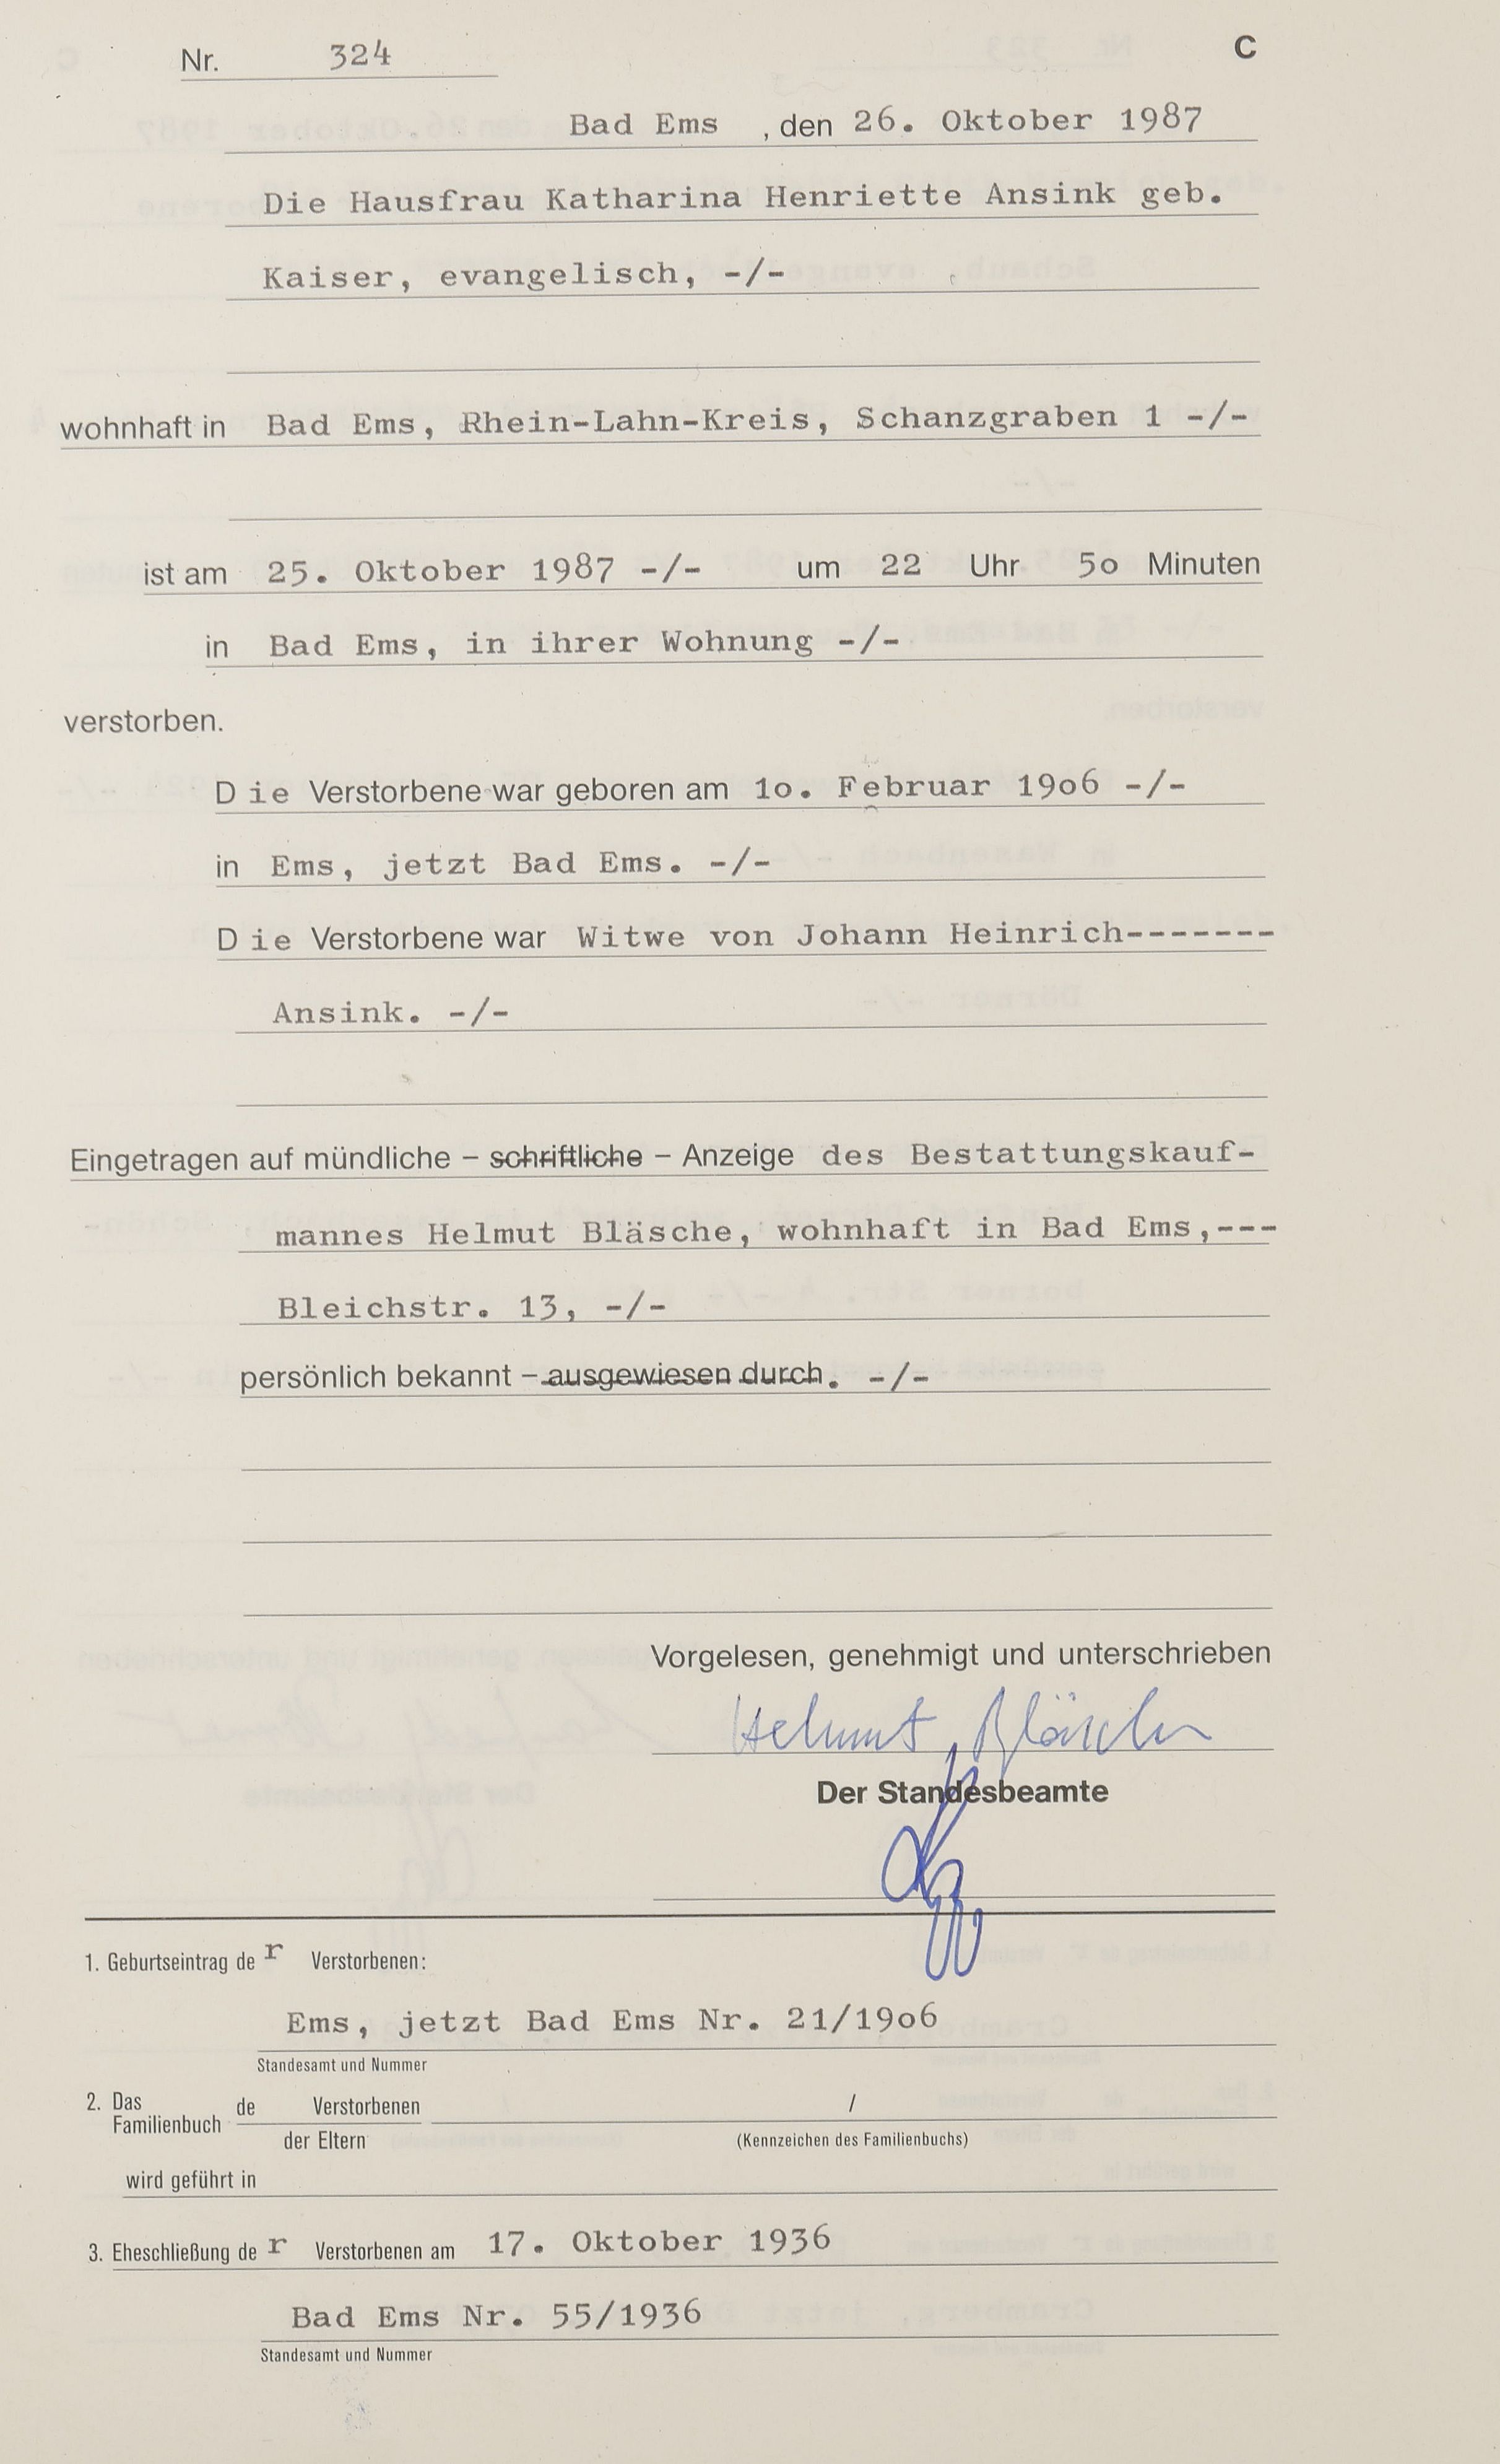 Nr. 324 C
Bad Ems , den 26. Oktober 1987
Die Hausfrau Katharina Henriette Ansink geb.
Kaiser, evangelisch, -/-
wohnhaft in Bad Ems, Rhein-Lahn-Kreis, Schanzgraben 1 -/-
ist am 25. Oktober 1987 -/- um 22 Uhr 5o Minuten
in Bad Ems, in ihrer Wohnung -/-
verstorben.
Die Verstorbene war geboren am 1o. Februar 19o6 -/-
in Ems, jetzt Bad Ems. -/-
Die Verstorbene war Witwe von Johann Heinrich-------
Ansink. -/-
Eingetragen auf mündliche – schriftliche – Anzeige des Bestattungskauf-
mannes Helmut Bläsche, wohnhaft in Bad Ems,---
Bleichstr. 13, -/-
persönlich bekannt – ausgewiesen durch. -/-
Vorgelesen, genehmigt und unterschrieben
Helmut Bläsche
Der Standesbeamte
1. Geburtseintrag der Verstorbenen:
Ems, jetzt Bad Ems Nr. 21/19o6
Standesamt und Nummer
2. Das Familienbuch de Verstorbenen /
der Eltern (Kennzeichen des Familienbuchs)
wird geführt in
3. Eheschließung der Verstorbenen am 17. Oktober 1936
Bad Ems Nr. 55/1936
Standesamt und Nummer